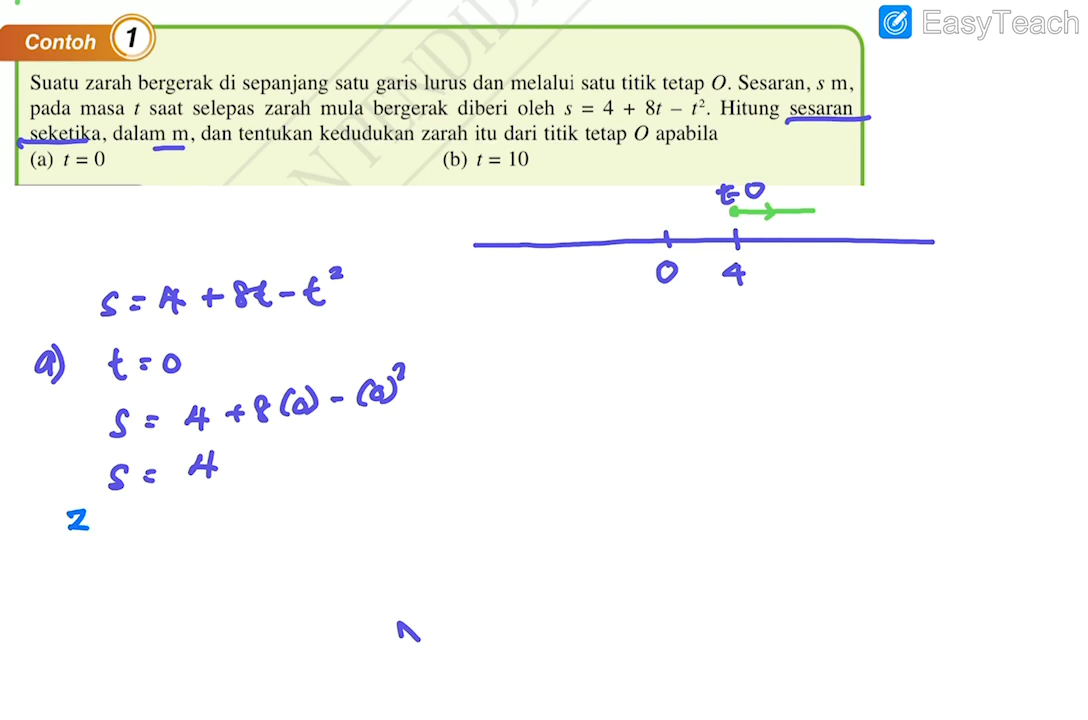 EasyTeach
Contoh 1
Suatu zarah bergerak di sepanjang satu garis lurus dan melalui satu titik tetap O. Sesaran, s m,
pada masa t saat selepas zarah mula bergerak diberi oleh s = 4 + 8t – t². Hitung sesaran
seketika, dalam m, dan tentukan kedudukan zarah itu dari titik tetap O apabila
(a) t = 0 (b) t = 10
t=0
0 4
s = 4 + 8t - t²
a) t = 0
s = 4 + 8(0) - (0)²
s = 4
z